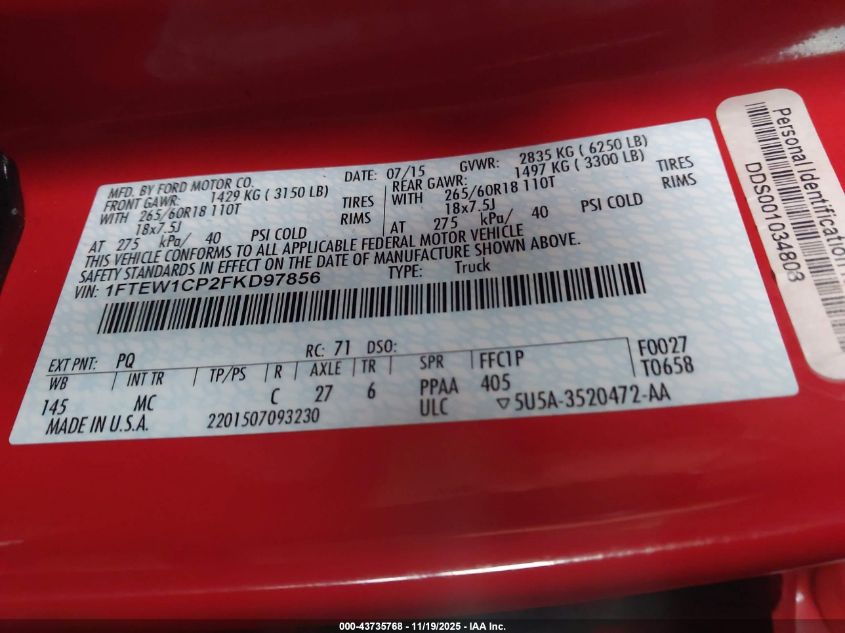 MFD. BY FORD MOTOR CO. DATE: 07/15 GVWR: 2835 KG ( 6250 LB)
FRONT GAWR: 1429 KG ( 3150 LB) REAR GAWR: 1497 KG ( 3300 LB)
WITH 265/60R18 110T TIRES WITH 265/60R18 110T TIRES
18x7.5J RIMS 18x7.5J RIMS
AT 275 kPa/ 40 PSI COLD AT 275 kPa/ 40 PSI COLD
THIS VEHICLE CONFORMS TO ALL APPLICABLE FEDERAL MOTOR VEHICLE
SAFETY STANDARDS IN EFFECT ON THE DATE OF MANUFACTURE SHOWN ABOVE.
VIN: 1FTEW1CP2FKD97856 TYPE: Truck
EXT PNT: PQ RC: 71 DSO:
WB INT TR TP/PS R AXLE TR SPR FFC1P F0027
145 MC C 27 6 PPAA 405 T0658
MADE IN U.S.A. 2201507093230 ULC ▽5U5A-3520472-AA
Personal Identification
DDS001034803
000-43735768 - 11/19/2025 - IAA Inc.